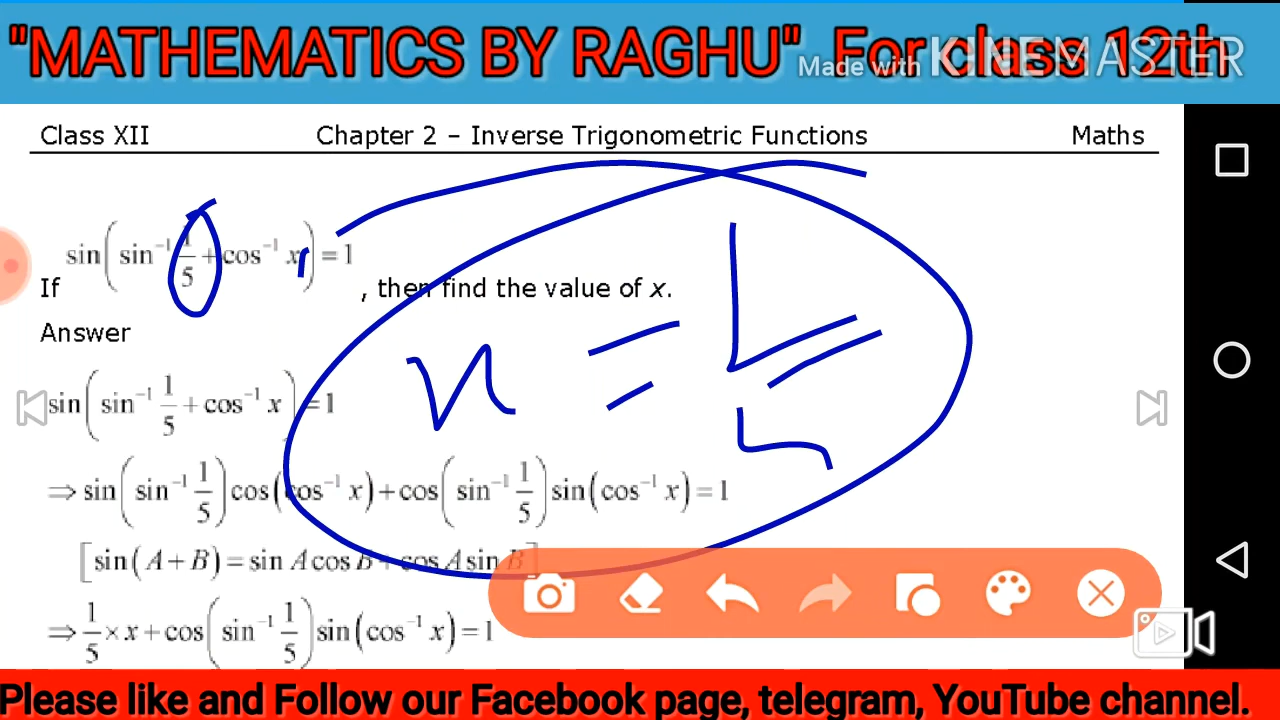 "MATHEMATICS BY RAGHU" For class 12th
Made with KINEMASTER
Class XII Chapter 2 – Inverse Trigonometric Functions Maths
If sin(sin⁻¹ 1/5 + cos⁻¹ x) = 1, then find the value of x.
Answer
sin(sin⁻¹ 1/5 + cos⁻¹ x) = 1
⇒ sin(sin⁻¹ 1/5) cos(cos⁻¹ x) + cos(sin⁻¹ 1/5) sin(cos⁻¹ x) = 1
[sin(A + B) = sin A cos B + cos A sin B]
⇒ 1/5 × x + cos(sin⁻¹ 1/5) sin(cos⁻¹ x) = 1
Please like and Follow our Facebook page, telegram, YouTube channel.